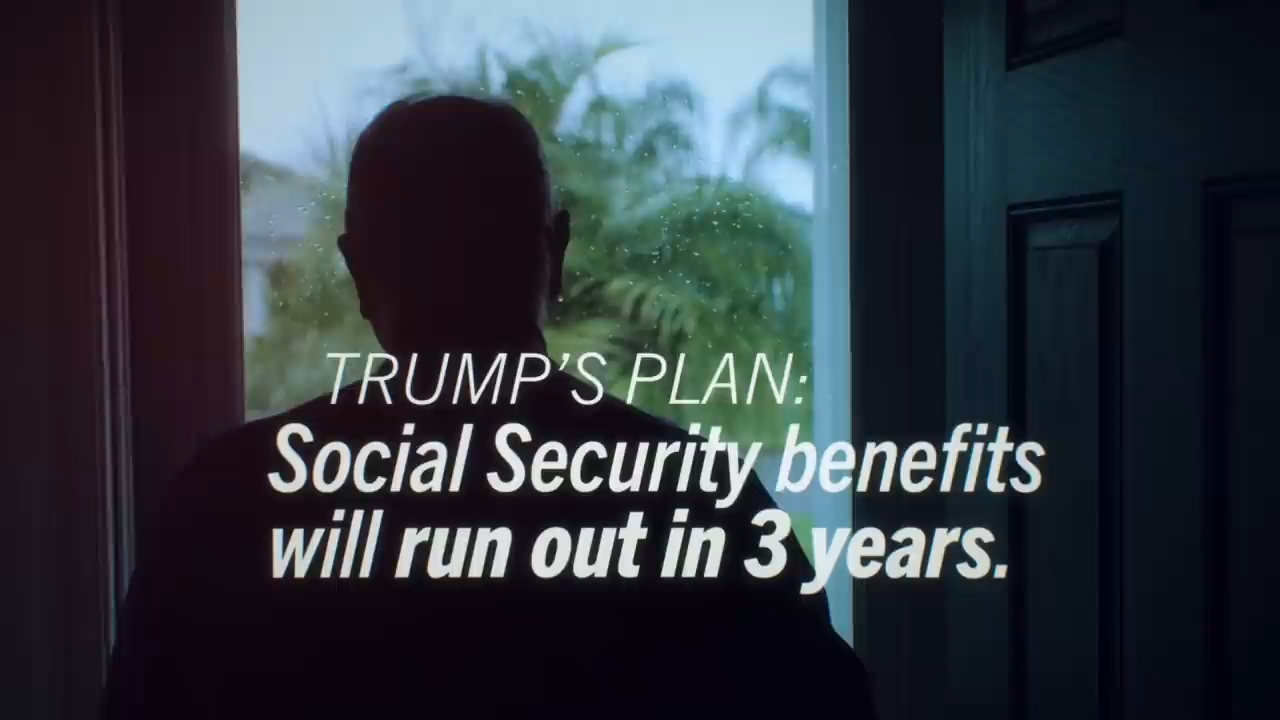 TRUMP'S PLAN:
Social Security benefits
will run out in 3 years.